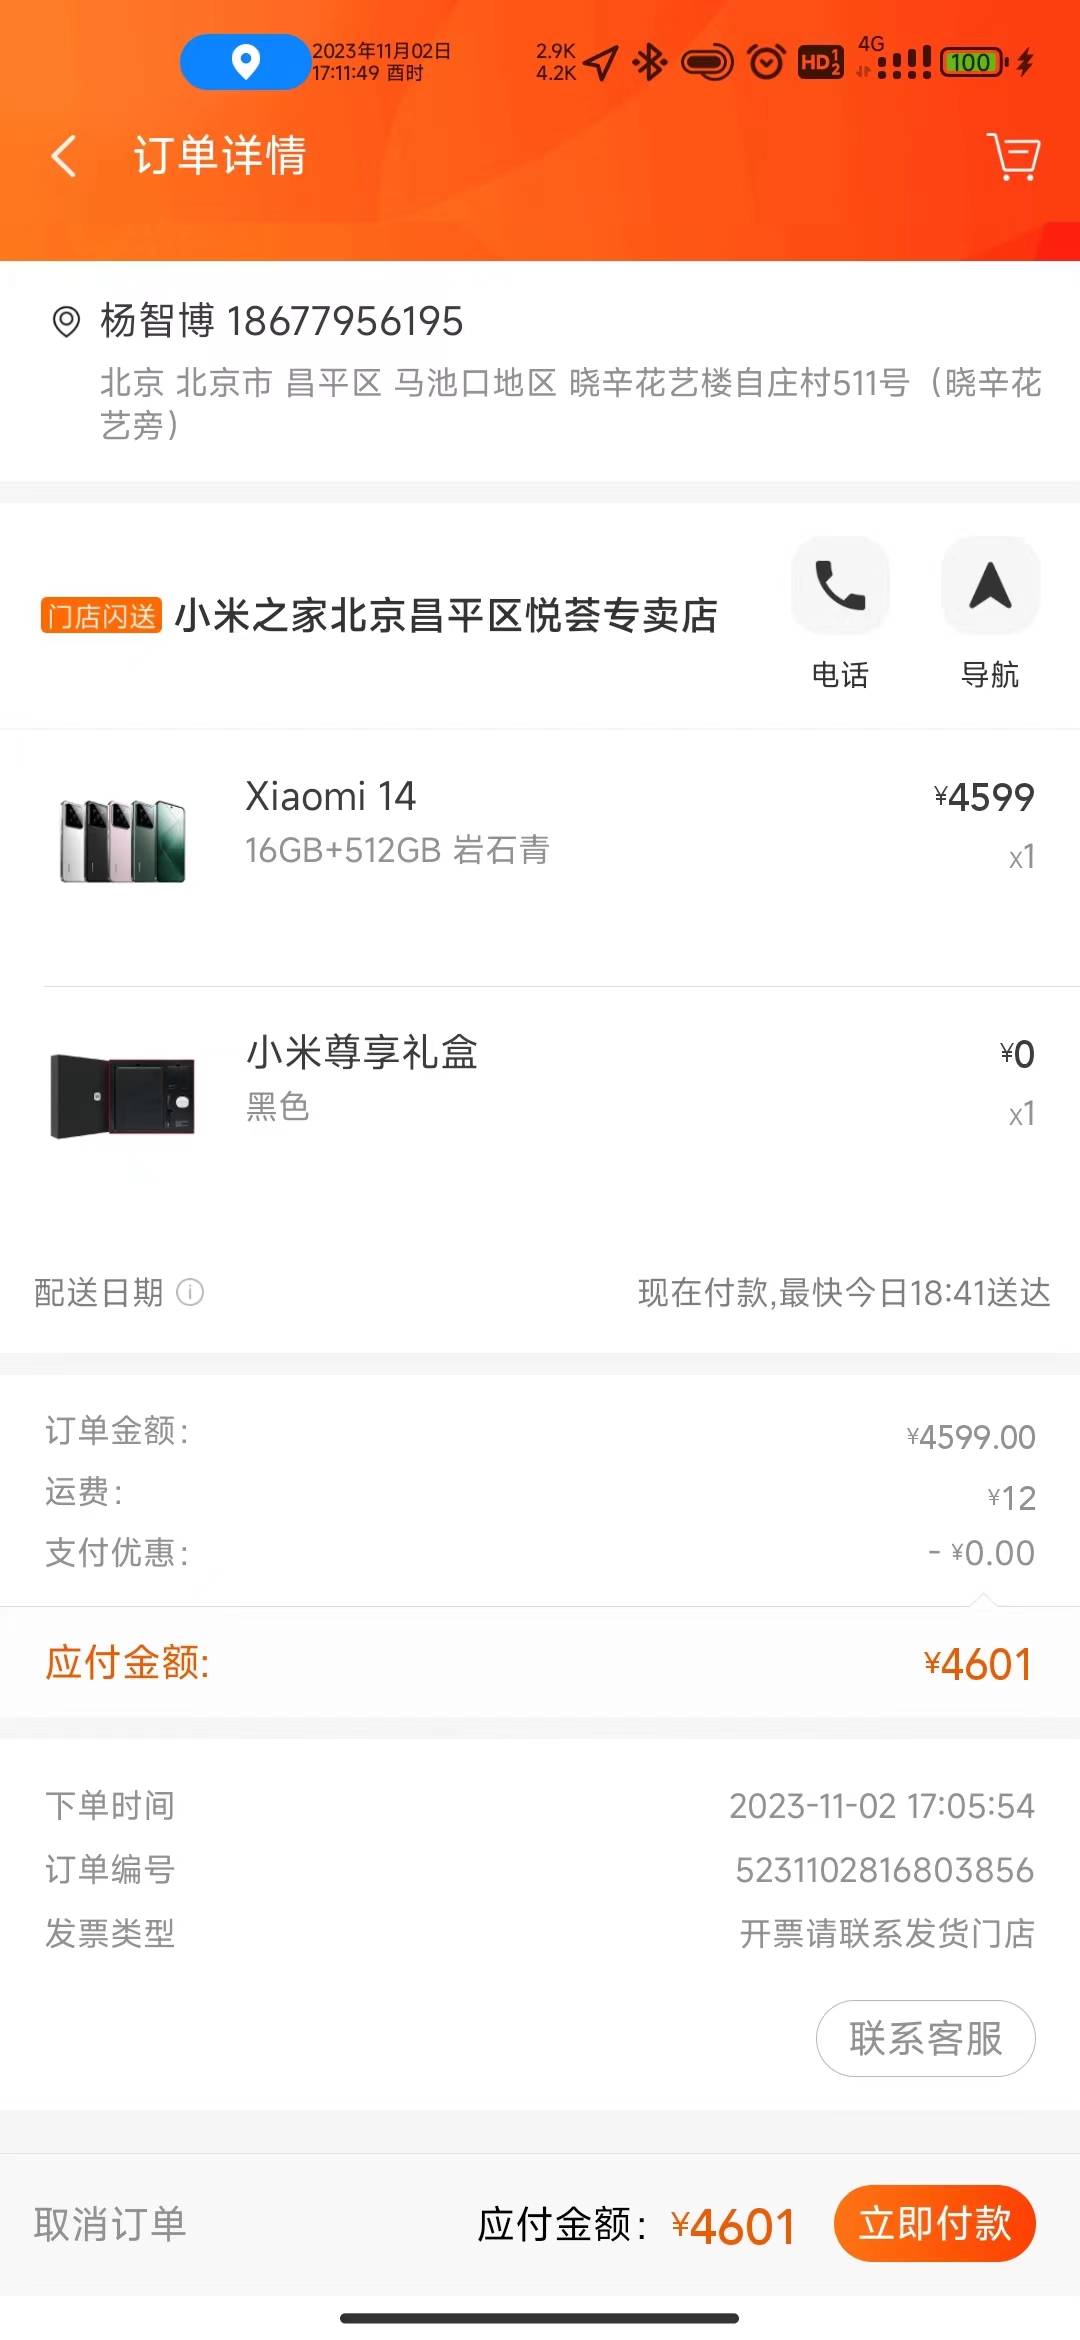 2023年11月02日
17:11:49 酉时
2.9K
4.2K
HD 1 2
4G
100
订单详情
杨智博 18677956195
北京 北京市 昌平区 马池口地区 晓辛花艺楼自庄村511号（晓辛花
艺旁）
门店闪送 小米之家北京昌平区悦荟专卖店
电话 导航
Xiaomi 14 ¥4599
16GB+512GB 岩石青 x1
小米尊享礼盒 ¥0
黑色 x1
配送日期 现在付款,最快今日18:41送达
订单金额： ¥4599.00
运费： ¥12
支付优惠： - ¥0.00
应付金额: ¥4601
下单时间 2023-11-02 17:05:54
订单编号 5231102816803856
发票类型 开票请联系发货门店
联系客服
取消订单 应付金额： ¥4601 立即付款